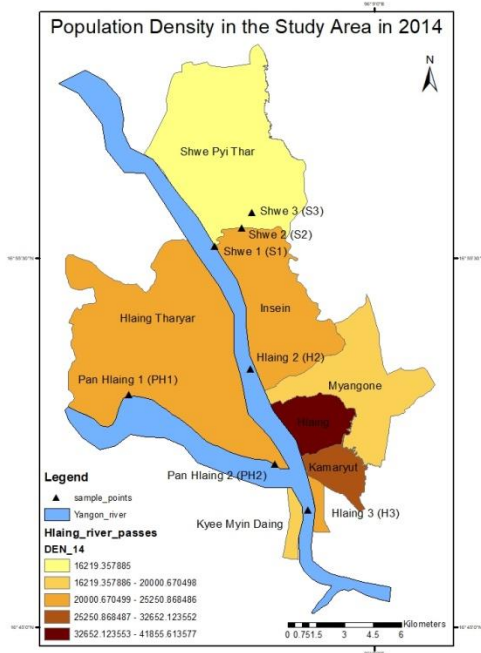 Population Density in the Study Area in 2014
N
Shwe Pyi Thar
Shwe 3 (S3)
Shwe 2 (S2)
Shwe 1 (S1)
Hlaing Tharyar
Insein
Hlaing 2 (H2)
Myangone
Pan Hlaing 1 (PH1)
Hlaing
Kamaryut
Pan Hlaing 2 (PH2)
Hlaing 3 (H3)
Kyee Myin Daing
Legend
sample_points
Yangon_river
Hlaing_river_passes
DEN_14
16219.357885
16219.357886 - 20000.670498
20000.670499 - 25250.868486
25250.868487 - 32652.123552
32652.123553 - 41855.613577
Kilometers
0 0.751.5 3 4.5 6